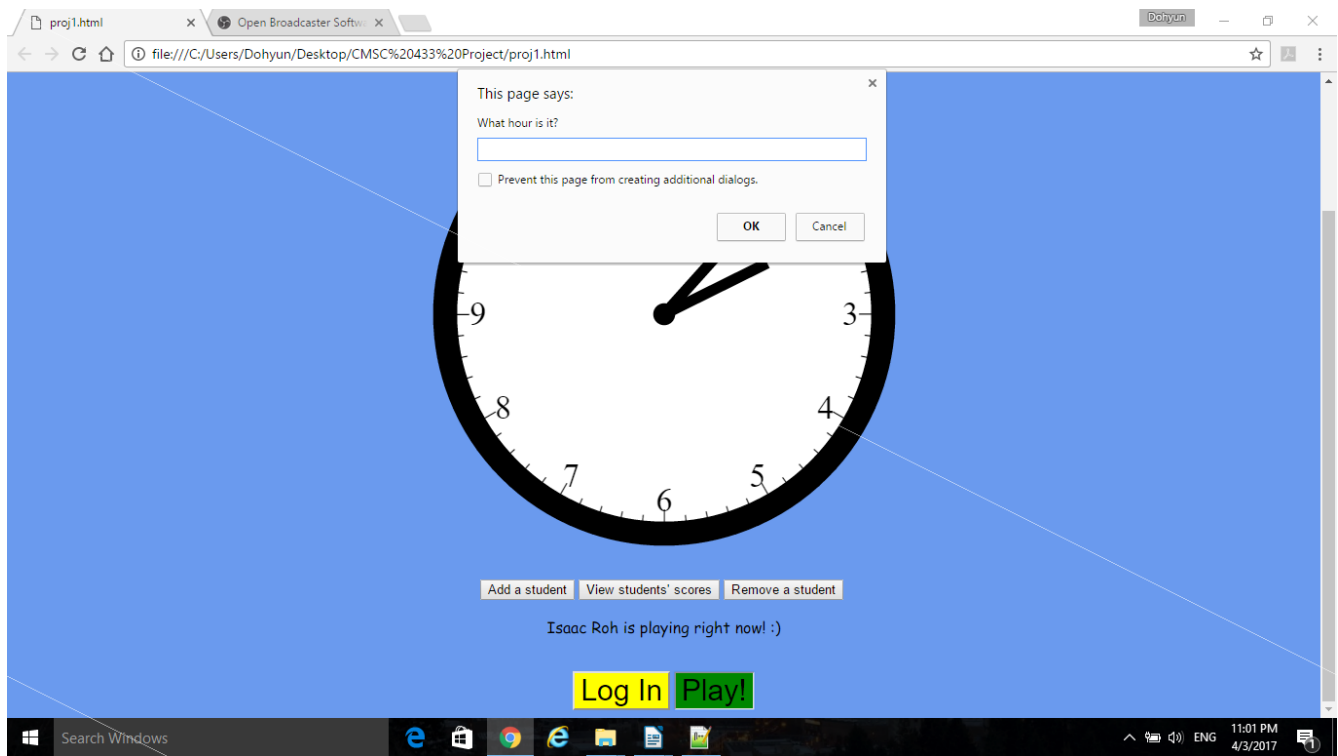 proj1.html
Open Broadcaster Softw
Dohyun
file:///C:/Users/Dohyun/Desktop/CMSC%20433%20Project/proj1.html
This page says:
What hour is it?
Prevent this page from creating additional dialogs.
OK Cancel
9 3
8 4
7 5
6
Add a student View students' scores Remove a student
Isaac Roh is playing right now! :)
Log In Play!
Search Windows
ENG
11:01 PM
4/3/2017